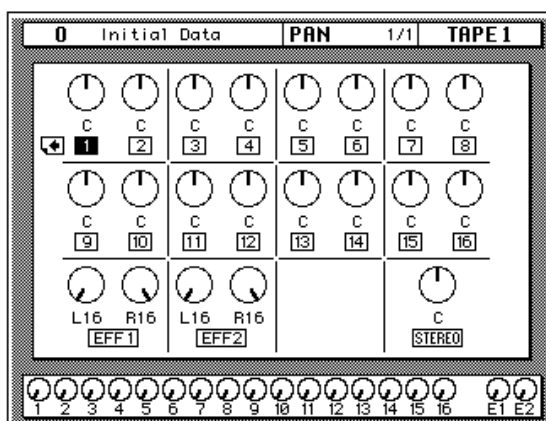 0 Initial Data PAN 1/1 TAPE 1
C C C C C C C C
1 2 3 4 5 6 7 8
C C C C C C C C
9 10 11 12 13 14 15 16
L16 R16 L16 R16 C
EFF1 EFF2 STEREO
1 2 3 4 5 6 7 8 9 10 11 12 13 14 15 16 E1 E2